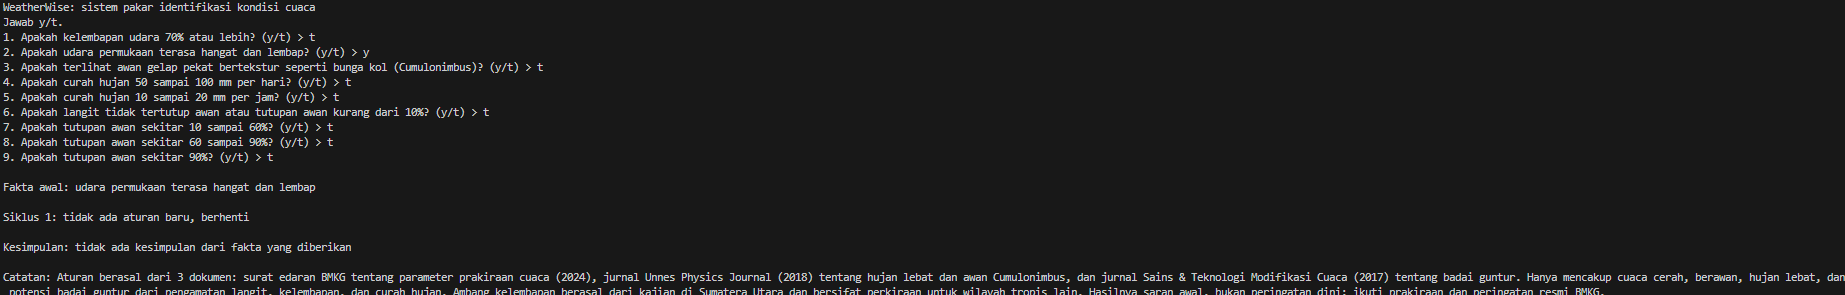 WeatherWise: sistem pakar identifikasi kondisi cuaca
Jawab y/t.
1. Apakah kelembapan udara 70% atau lebih? (y/t) > t
2. Apakah udara permukaan terasa hangat dan lembap? (y/t) > y
3. Apakah terlihat awan gelap pekat bertekstur seperti bunga kol (Cumulonimbus)? (y/t) > t
4. Apakah curah hujan 50 sampai 100 mm per hari? (y/t) > t
5. Apakah curah hujan 10 sampai 20 mm per jam? (y/t) > t
6. Apakah langit tidak tertutup awan atau tutupan awan kurang dari 10%? (y/t) > t
7. Apakah tutupan awan sekitar 10 sampai 60%? (y/t) > t
8. Apakah tutupan awan sekitar 60 sampai 90%? (y/t) > t
9. Apakah tutupan awan sekitar 90%? (y/t) > t
Fakta awal: udara permukaan terasa hangat dan lembap
Siklus 1: tidak ada aturan baru, berhenti
Kesimpulan: tidak ada kesimpulan dari fakta yang diberikan
Catatan: Aturan berasal dari 3 dokumen: surat edaran BMKG tentang parameter prakiraan cuaca (2024), jurnal Unnes Physics Journal (2018) tentang hujan lebat dan awan Cumulonimbus, dan jurnal Sains & Teknologi Modifikasi Cuaca (2017) tentang badai guntur. Hanya mencakup cuaca cerah, berawan, hujan lebat, dan
potensi badai guntur dari pengamatan langit, kelembapan, dan curah hujan. Ambang kelembapan berasal dari kajian di Sumatera Utara dan bersifat perkiraan untuk wilayah tropis lain. Hasilnya saran awal, bukan peringatan dini; ikuti prakiraan dan peringatan resmi BMKG.